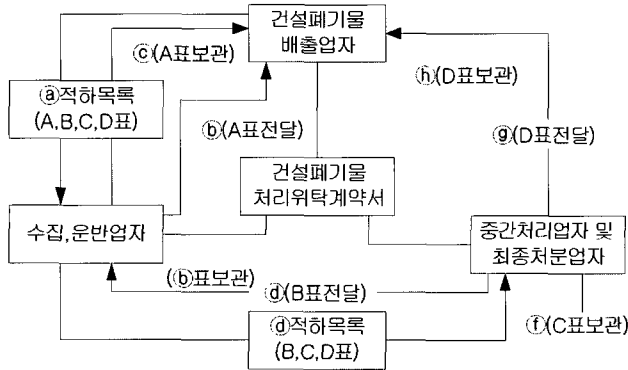 건설폐기물
배출업자
ⓒ(A표보관)
ⓗ(D표보관)
ⓐ적하목록
(A,B,C,D표)
ⓑ(A표전달)
ⓖ(D표전달)
건설폐기물
처리위탁계약서
수집,운반업자
중간처리업자 및
최종처분업자
(ⓑ표보관)
ⓓ(B표전달)
ⓓ적하목록
(B,C,D표)
ⓕ(C표보관)